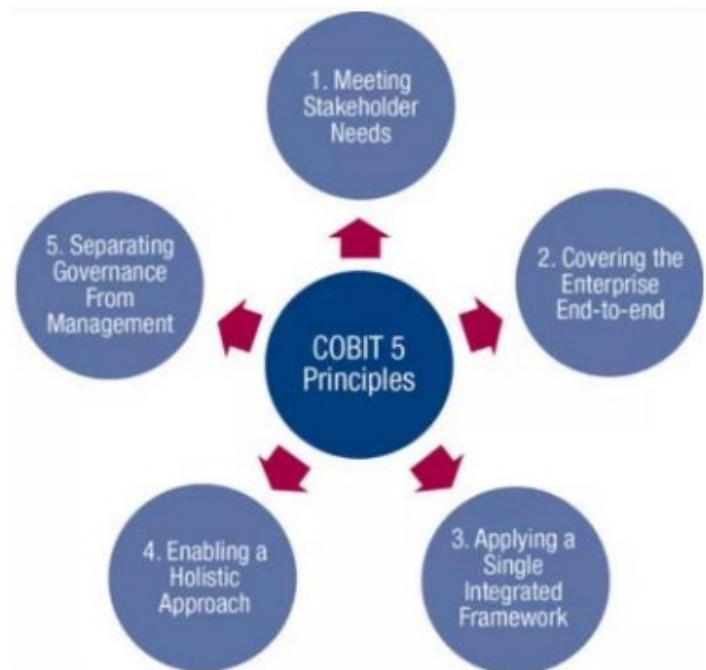 1. Meeting
Stakeholder
Needs
2. Covering the
Enterprise
End-to-end
3. Applying a
Single
Integrated
Framework
4. Enabling a
Holistic
Approach
5. Separating
Governance
From
Management
COBIT 5
Principles